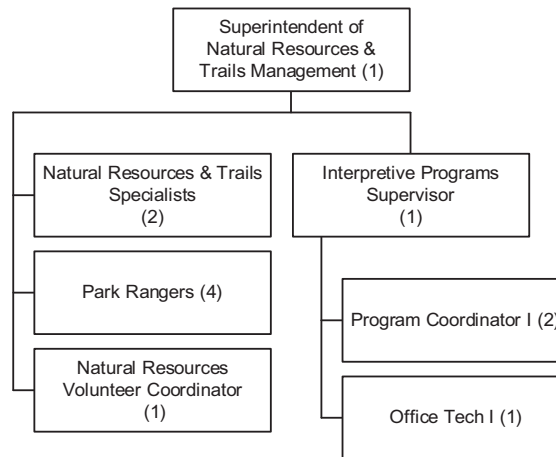 Superintendent of
Natural Resources &
Trails Management (1)
Natural Resources & Trails
Specialists
(2)
Interpretive Programs
Supervisor
(1)
Park Rangers (4)
Program Coordinator I (2)
Natural Resources
Volunteer Coordinator
(1)
Office Tech I (1)